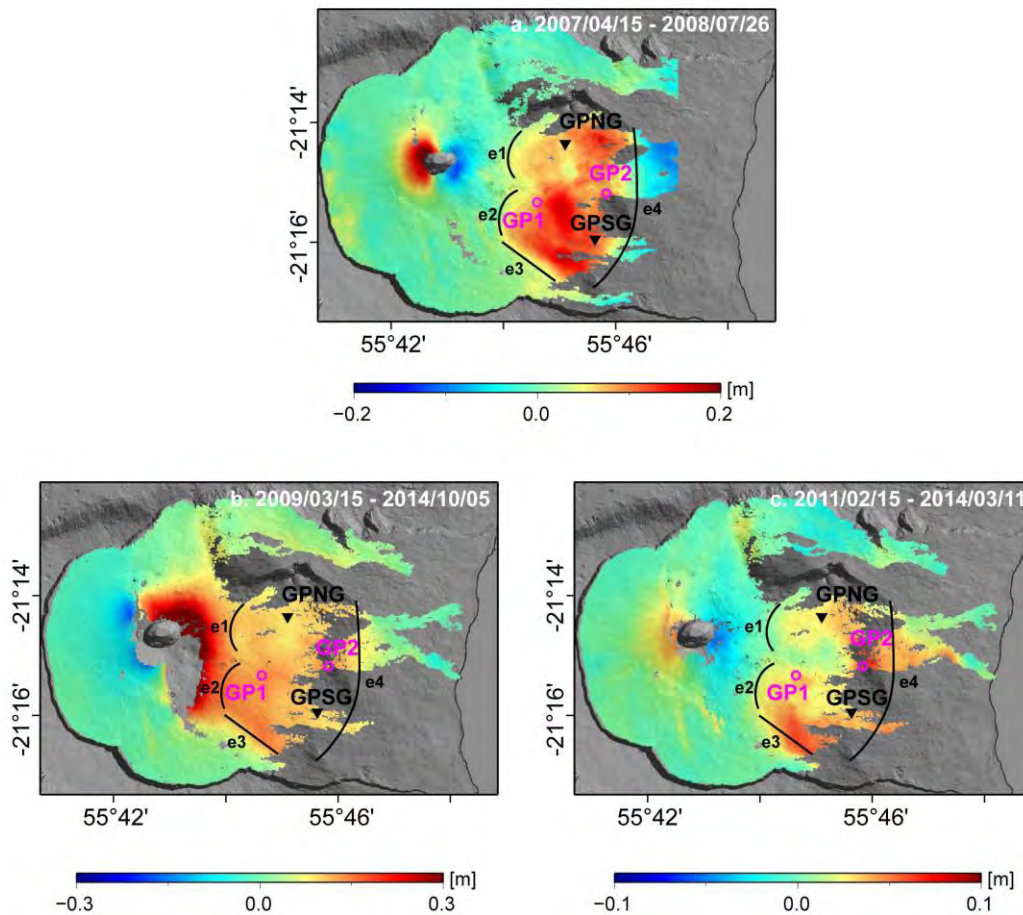 a. 2007/04/15 - 2008/07/26
-21°14'
GPNG
e1
GP2
e2
GP1
GPSG
e4
-21°16'
e3
55°42' 55°46'
[m]
−0.2 0.0 0.2
b. 2009/03/15 - 2014/10/05
-21°14'
GPNG
e1
GP2
e2
GP1
GPSG
e4
-21°16'
e3
55°42' 55°46'
[m]
−0.3 0.0 0.3
c. 2011/02/15 - 2014/03/11
-21°14'
GPNG
e1
GP2
e2
GP1
GPSG
e4
-21°16'
e3
55°42' 55°46'
[m]
−0.1 0.0 0.1